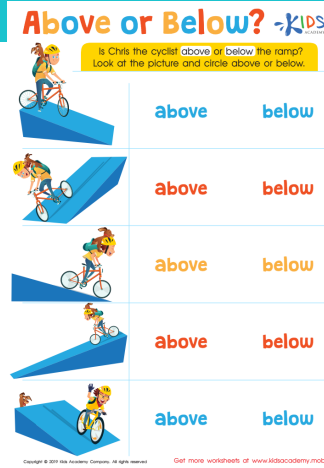 Above or Below?
KIDS
ACADEMY
Is Chris the cyclist above or below the ramp?
Look at the picture and circle above or below.
above below
above below
above below
above below
above below
Copyright © 2019 Kids Academy Company. All rights reserved
Get more worksheets at www.kidsacademy.mob